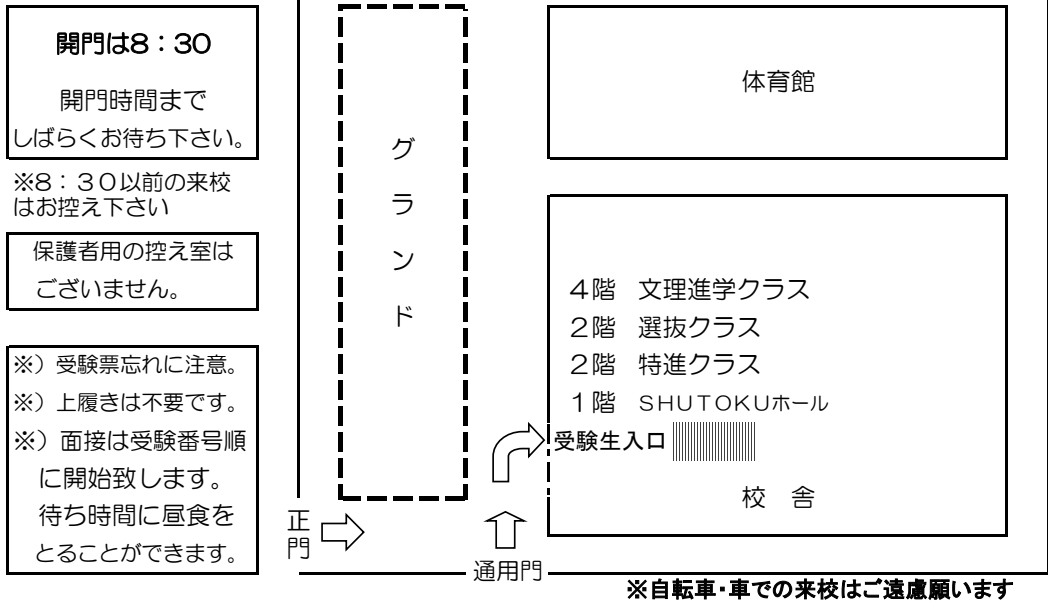 開門は8：30
開門時間まで
しばらくお待ち下さい。
※8：30以前の来校
はお控え下さい
保護者用の控え室は
ございません。
※）受験票忘れに注意。
※）上履きは不要です。
※）面接は受験番号順
に開始致します。
待ち時間に昼食を
とることができます。
グランド
体育館
4階　文理進学クラス
2階　選抜クラス
2階　特進クラス
1階　SHUTOKUホール
受験生入口
校　舎
正門
通用門
※自転車・車での来校はご遠慮願います